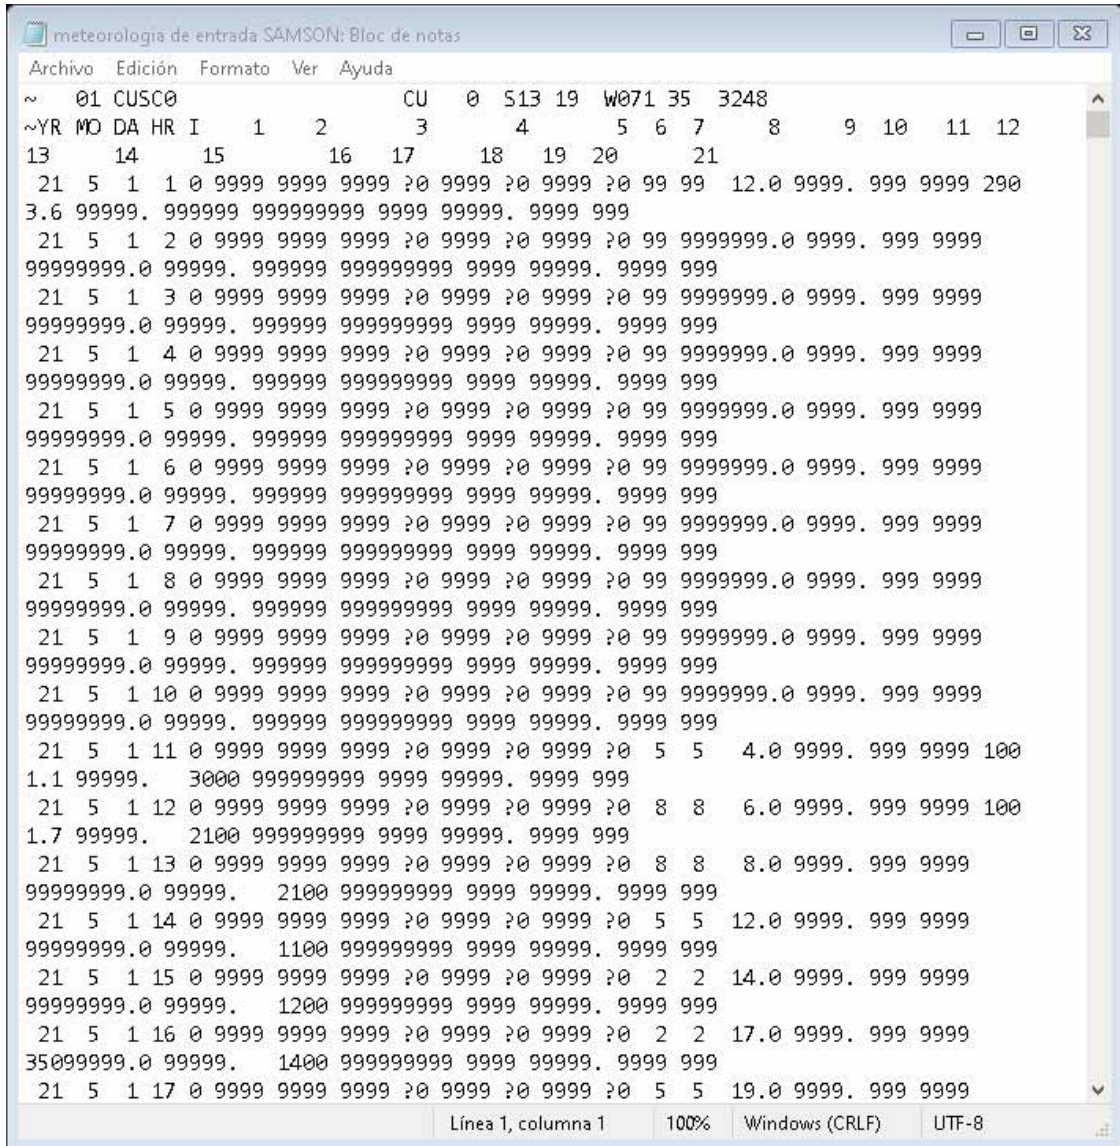 meteorologia de entrada SAMSON: Bloc de notas
Archivo Edición Formato Ver Ayuda
~ 01 CUSC0 CU 0 S13 19 W071 35 3248
~YR MO DA HR I 1 2 3 4 5 6 7 8 9 10 11 12
13 14 15 16 17 18 19 20 21
21 5 1 1 0 9999 9999 9999 ?0 9999 ?0 9999 ?0 99 99 12.0 9999. 999 9999 290
3.6 99999. 999999 999999999 9999 99999. 9999 999
21 5 1 2 0 9999 9999 9999 ?0 9999 ?0 9999 ?0 99 9999999.0 9999. 999 9999
99999999.0 99999. 999999 999999999 9999 99999. 9999 999
21 5 1 3 0 9999 9999 9999 ?0 9999 ?0 9999 ?0 99 9999999.0 9999. 999 9999
99999999.0 99999. 999999 999999999 9999 99999. 9999 999
21 5 1 4 0 9999 9999 9999 ?0 9999 ?0 9999 ?0 99 9999999.0 9999. 999 9999
99999999.0 99999. 999999 999999999 9999 99999. 9999 999
21 5 1 5 0 9999 9999 9999 ?0 9999 ?0 9999 ?0 99 9999999.0 9999. 999 9999
99999999.0 99999. 999999 999999999 9999 99999. 9999 999
21 5 1 6 0 9999 9999 9999 ?0 9999 ?0 9999 ?0 99 9999999.0 9999. 999 9999
99999999.0 99999. 999999 999999999 9999 99999. 9999 999
21 5 1 7 0 9999 9999 9999 ?0 9999 ?0 9999 ?0 99 9999999.0 9999. 999 9999
99999999.0 99999. 999999 999999999 9999 99999. 9999 999
21 5 1 8 0 9999 9999 9999 ?0 9999 ?0 9999 ?0 99 9999999.0 9999. 999 9999
99999999.0 99999. 999999 999999999 9999 99999. 9999 999
21 5 1 9 0 9999 9999 9999 ?0 9999 ?0 9999 ?0 99 9999999.0 9999. 999 9999
99999999.0 99999. 999999 999999999 9999 99999. 9999 999
21 5 1 10 0 9999 9999 9999 ?0 9999 ?0 9999 ?0 99 9999999.0 9999. 999 9999
99999999.0 99999. 999999 999999999 9999 99999. 9999 999
21 5 1 11 0 9999 9999 9999 ?0 9999 ?0 9999 ?0 5 5 4.0 9999. 999 9999 100
1.1 99999. 3000 999999999 9999 99999. 9999 999
21 5 1 12 0 9999 9999 9999 ?0 9999 ?0 9999 ?0 8 8 6.0 9999. 999 9999 100
1.7 99999. 2100 999999999 9999 99999. 9999 999
21 5 1 13 0 9999 9999 9999 ?0 9999 ?0 9999 ?0 8 8 8.0 9999. 999 9999
99999999.0 99999. 2100 999999999 9999 99999. 9999 999
21 5 1 14 0 9999 9999 9999 ?0 9999 ?0 9999 ?0 5 5 12.0 9999. 999 9999
99999999.0 99999. 1100 999999999 9999 99999. 9999 999
21 5 1 15 0 9999 9999 9999 ?0 9999 ?0 9999 ?0 2 2 14.0 9999. 999 9999
99999999.0 99999. 1200 999999999 9999 99999. 9999 999
21 5 1 16 0 9999 9999 9999 ?0 9999 ?0 9999 ?0 2 2 17.0 9999. 999 9999
35099999.0 99999. 1400 999999999 9999 99999. 9999 999
21 5 1 17 0 9999 9999 9999 ?0 9999 ?0 9999 ?0 5 5 19.0 9999. 999 9999
Línea 1, columna 1 100% Windows (CRLF) UTF-8